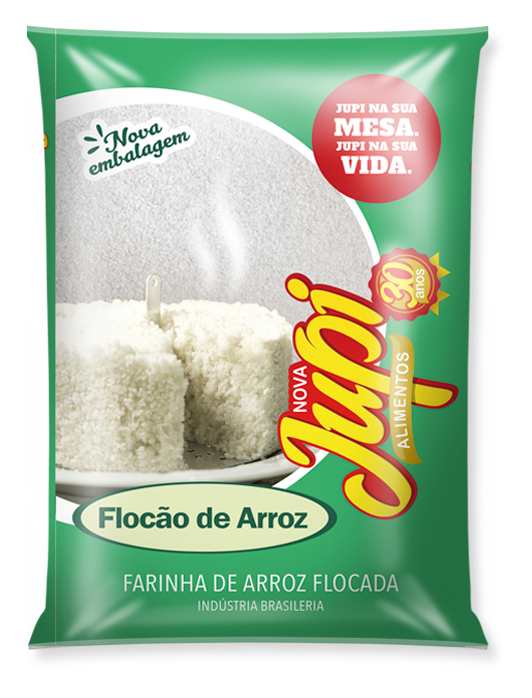 Nova
embalagem
JUPI NA SUA
MESA.
JUPI NA SUA
VIDA.
30
anos
NOVA
Jupi
ALIMENTOS
Flocão de Arroz
FARINHA DE ARROZ FLOCADA
INDÚSTRIA BRASILERIA